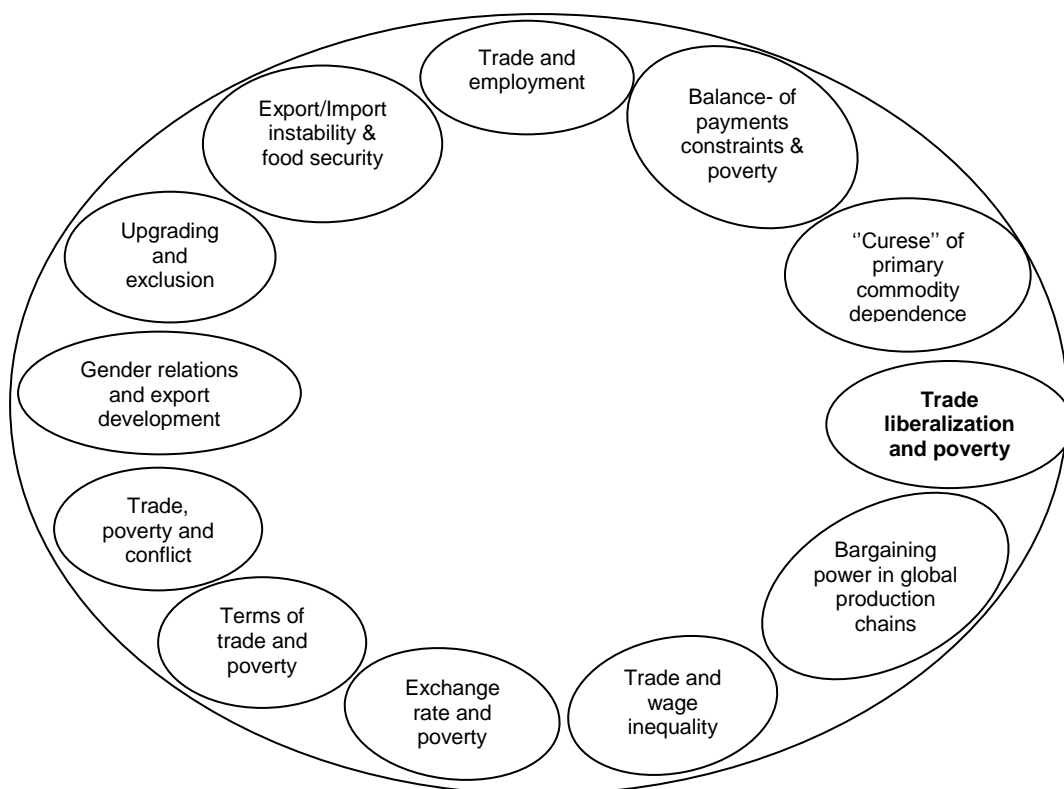 Trade and
employment
Balance- of
payments
constraints &
poverty
‘’Curese’’ of
primary
commodity
dependence
Trade
liberalization
and poverty
Bargaining
power in global
production
chains
Trade and
wage
inequality
Exchange
rate and
poverty
Terms of
trade and
poverty
Trade,
poverty and
conflict
Gender relations
and export
development
Upgrading
and
exclusion
Export/Import
instability &
food security